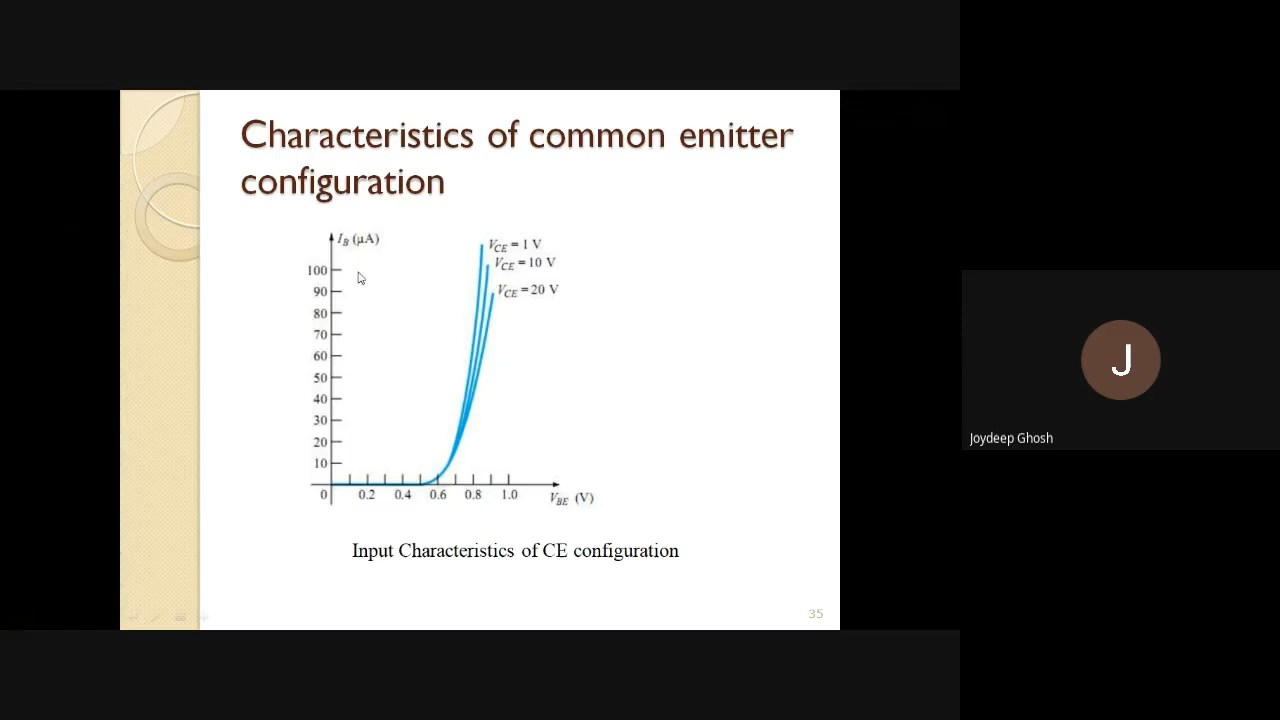 Characteristics of common emitter
configuration
I_B (μA)
V_CE = 1 V
V_CE = 10 V
V_CE = 20 V
100
90
80
70
60
50
40
30
20
10
0 0.2 0.4 0.6 0.8 1.0 V_BE (V)
Input Characteristics of CE configuration
35
J
Joydeep Ghosh